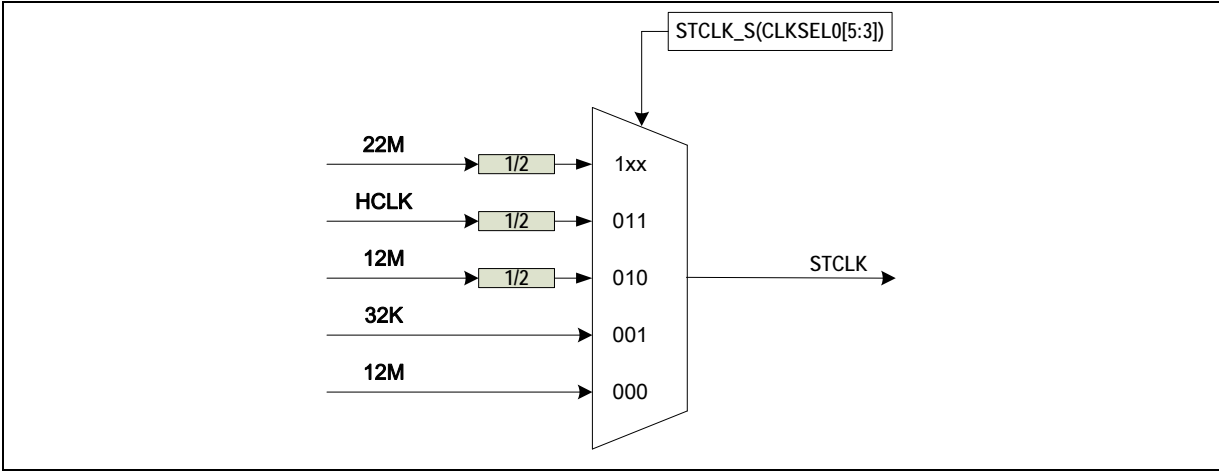 STCLK_S(CLKSEL0[5:3])
22M
1/2
1xx
HCLK
1/2
011
12M
1/2
010
STCLK
32K
001
12M
000